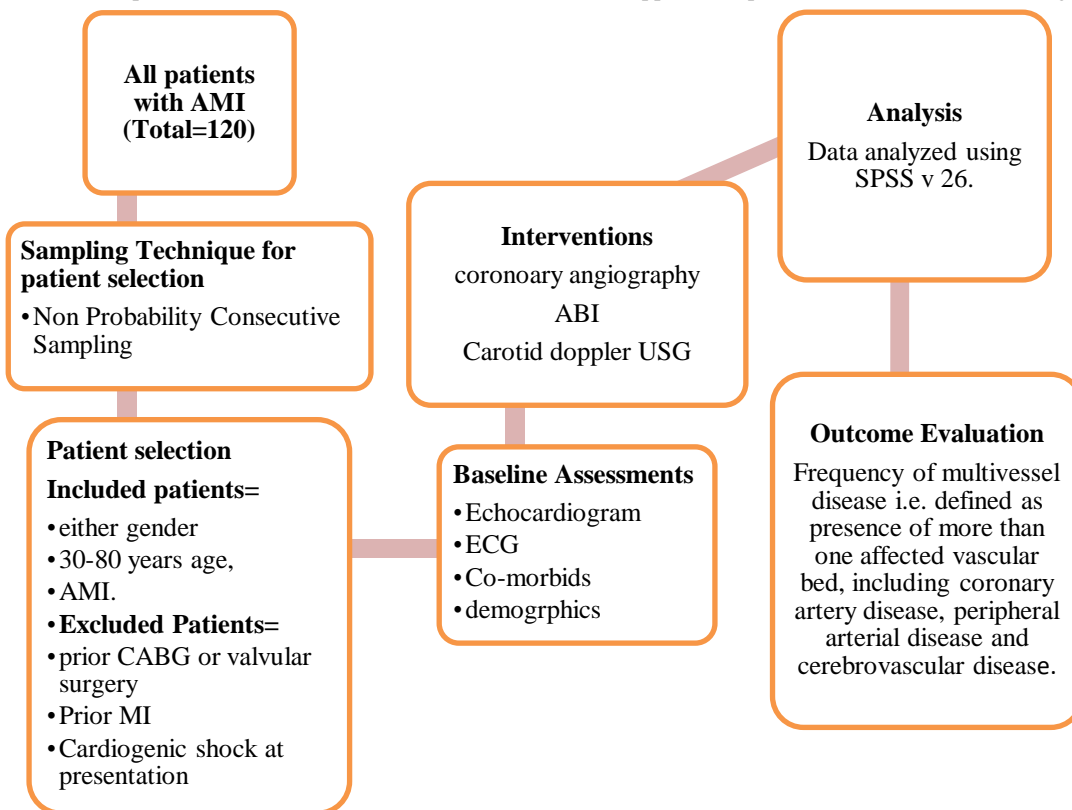 All patients
with AMI
(Total=120)
Sampling Technique for
patient selection
•Non Probability Consecutive
Sampling
Patient selection
Included patients=
•either gender
•30-80 years age,
•AMI.
•Excluded Patients=
•prior CABG or valvular
surgery
•Prior MI
•Cardiogenic shock at
presentation
Baseline Assessments
•Echocardiogram
•ECG
•Co-morbids
•demogrphics
Interventions
coronoary angiography
ABI
Carotid doppler USG
Analysis
Data analyzed using
SPSS v 26.
Outcome Evaluation
Frequency of multivessel
disease i.e. defined as
presence of more than
one affected vascular
bed, including coronary
artery disease, peripheral
arterial disease and
cerebrovascular disease.